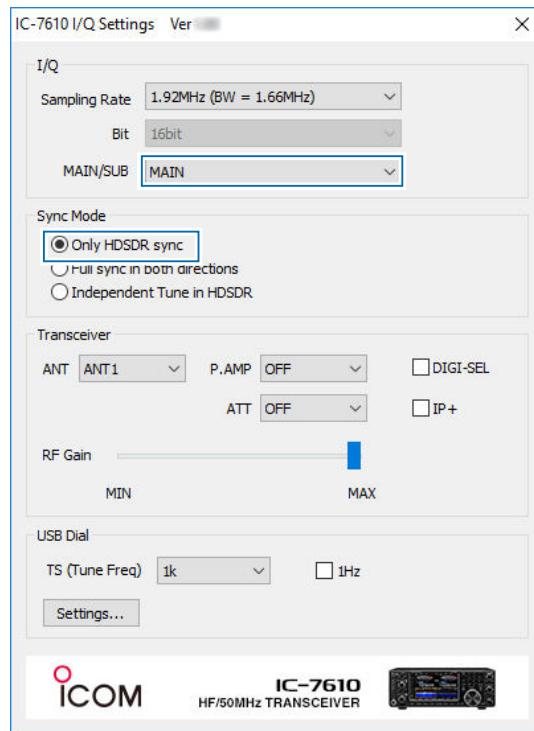 IC-7610 I/Q Settings Ver
I/Q
Sampling Rate 1.92MHz (BW = 1.66MHz)
Bit 16bit
MAIN/SUB MAIN
Sync Mode
Only HDSDR sync
Full sync in both directions
Independent Tune in HDSDR
Transceiver
ANT ANT1 P.AMP OFF DIGI-SEL
ATT OFF IP+
RF Gain
MIN MAX
USB Dial
TS (Tune Freq) 1k 1Hz
Settings...
ICOM IC-7610
HF/50MHz TRANSCEIVER